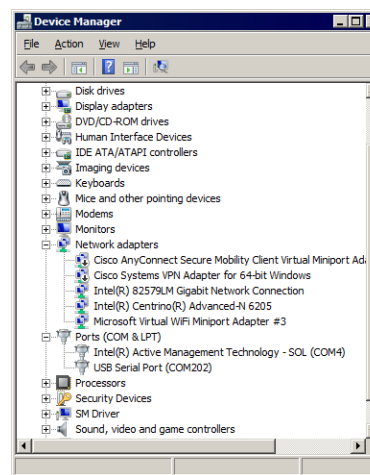 Device Manager
File Action View Help
Disk drives
Display adapters
DVD/CD-ROM drives
Human Interface Devices
IDE ATA/ATAPI controllers
Imaging devices
Keyboards
Mice and other pointing devices
Modems
Monitors
Network adapters
Cisco AnyConnect Secure Mobility Client Virtual Miniport Ada
Cisco Systems VPN Adapter for 64-bit Windows
Intel(R) 82579LM Gigabit Network Connection
Intel(R) Centrino(R) Advanced-N 6205
Microsoft Virtual WiFi Miniport Adapter #3
Ports (COM & LPT)
Intel(R) Active Management Technology - SOL (COM4)
USB Serial Port (COM202)
Processors
Security Devices
SM Driver
Sound, video and game controllers